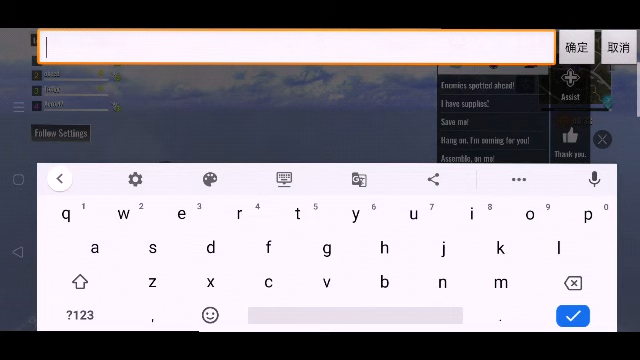 确定 取消
Enemies spotted ahead!
I have supplies!
Assist
Save me!
Hang on. I'm coming for you!
Follow Settings
Assemble, on me!
Thank you.
q 1 w 2 e 3 r 4 t 5 y 6 u 7 i 8 o 9 p 0
a s d f g h j k l
z x c v b n m
?123 , .